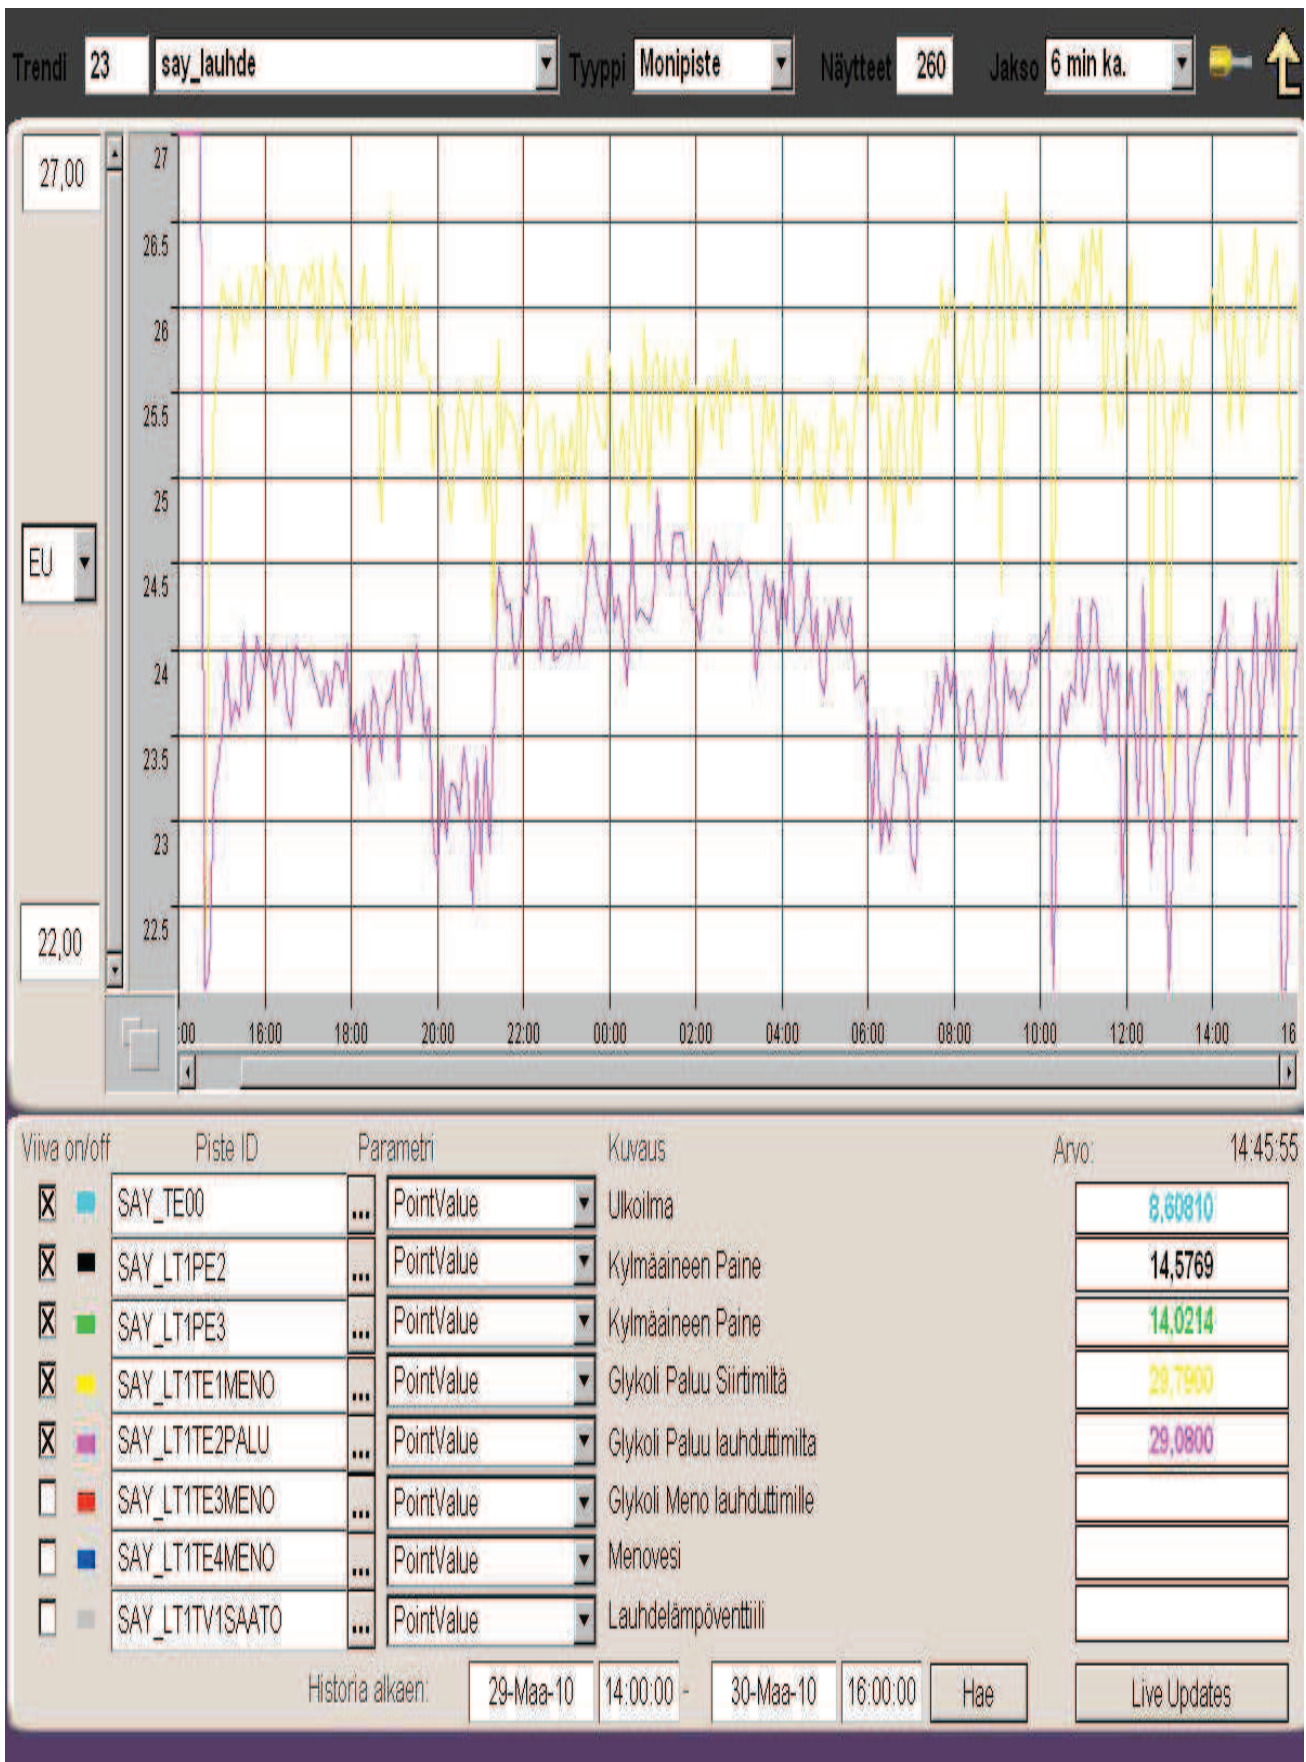 Trendi 23 say_lauhde Tyyppi Monipiste Näytteet 260 Jakso 6 min ka.
27,00
27
26.5
26
25.5
25
EU
24.5
24
23.5
23
22,00
22.5
:00 16:00 18:00 20:00 22:00 00:00 02:00 04:00 06:00 08:00 10:00 12:00 14:00 16
Viiva on/off Piste ID Parametri Kuvaus Arvo: 14:45:55
SAY_TE00 ... PointValue Ulkoilma 8,60810
SAY_LT1PE2 ... PointValue Kylmäaineen Paine 14,5769
SAY_LT1PE3 ... PointValue Kylmäaineen Paine 14,0214
SAY_LT1TE1MENO ... PointValue Glykoli Paluu Siirtimiltä 29,7900
SAY_LT1TE2PALU ... PointValue Glykoli Paluu lauhduttimilta 29,0800
SAY_LT1TE3MENO ... PointValue Glykoli Meno lauhduttimille
SAY_LT1TE4MENO ... PointValue Menovesi
SAY_LT1TV1SAATO ... PointValue Lauhdelämpöventtiili
Historia alkaen: 29-Maa-10 14:00:00 - 30-Maa-10 16:00:00 Hae Live Updates